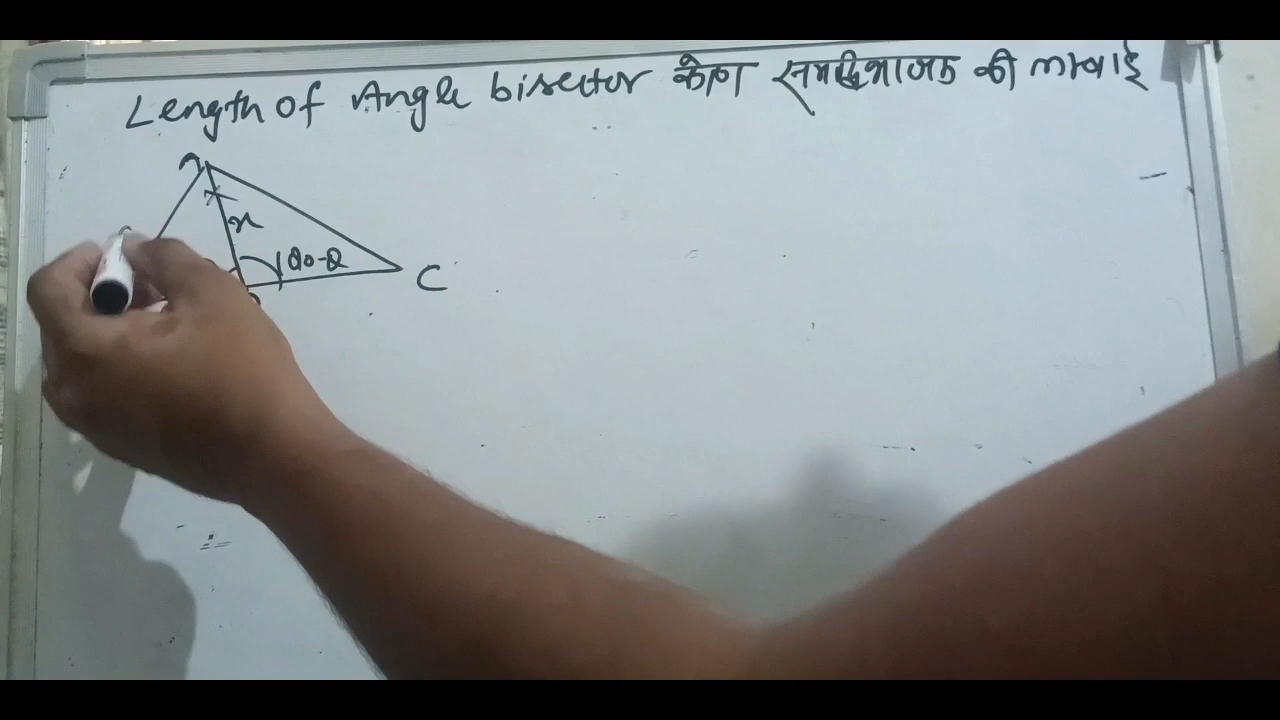 Length of Angle bisector कोण समद्विभाजक की लम्बाई
A
x
180-θ
C